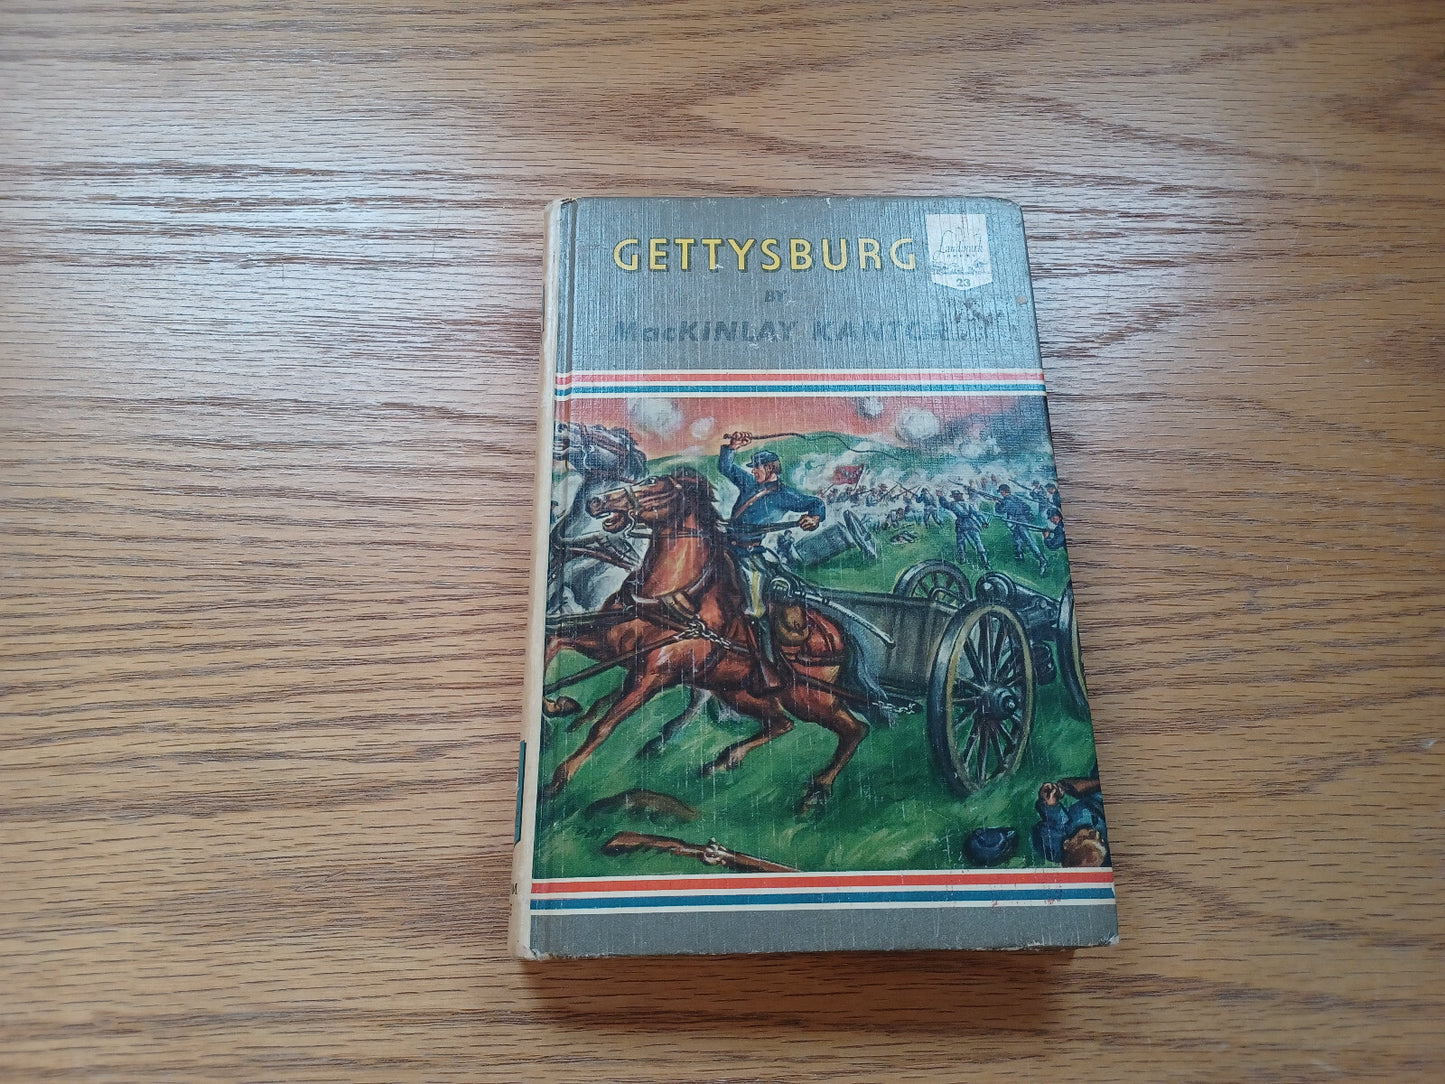 GETTYSBURG
Landmark
23
BY
MacKINLAY KANTOR